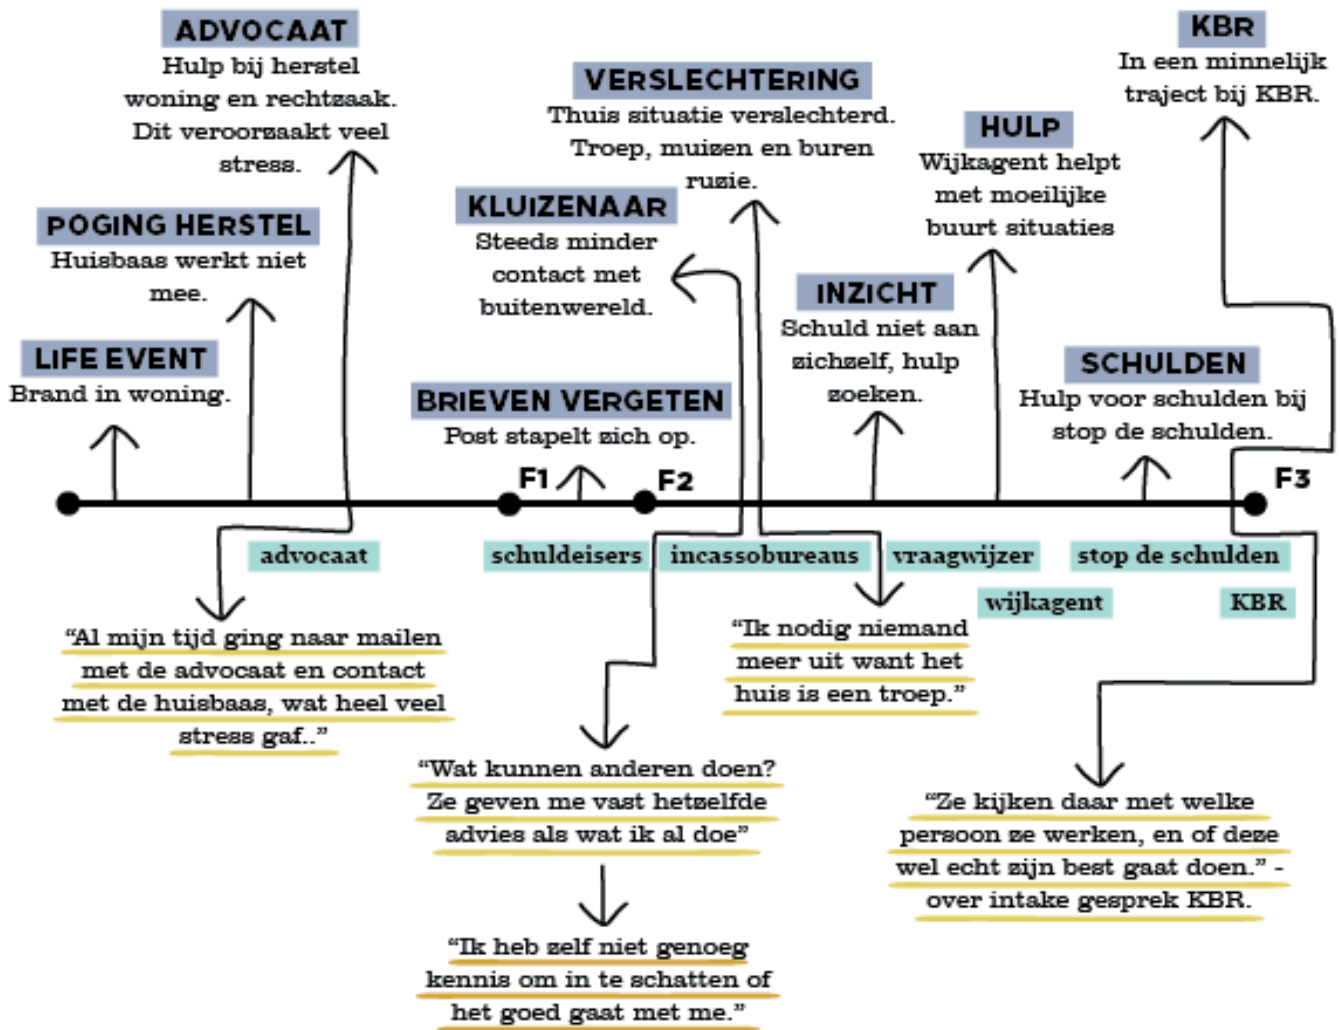 ADVOCAAT
Hulp bij herstel
woning en rechtzaak.
Dit veroorzaakt veel
stress.
POGING HERSTEL
Huisbaas werkt niet
mee.
LIFE EVENT
Brand in woning.
VERSLECHTERING
Thuis situatie verslechterd.
Troep, muizen en buren
ruzie.
KLUIZENAAR
Steeds minder
contact met
buitenwereld.
BRIEVEN VERGETEN
Post stapelt zich op.
KBR
In een minnelijk
traject bij KBR.
HULP
Wijkagent helpt
met moeilijke
buurt situaties
INZICHT
Schuld niet aan
zichzelf, hulp
zoeken.
SCHULDEN
Hulp voor schulden bij
stop de schulden.
F1
F2
F3
advocaat
schuldeisers
incassobureaus
vraagwijzer
stop de schulden
wijkagent
KBR
“Al mijn tijd ging naar mailen
met de advocaat en contact
met de huisbaas, wat heel veel
stress gaf..”
“Ik nodig niemand
meer uit want het
huis is een troep.”
“Wat kunnen anderen doen?
Ze geven me vast hetzelfde
advies als wat ik al doe”
“Ik heb zelf niet genoeg
kennis om in te schatten of
het goed gaat met me.”
“Ze kijken daar met welke
persoon ze werken, en of deze
wel echt zijn best gaat doen.” -
over intake gesprek KBR.